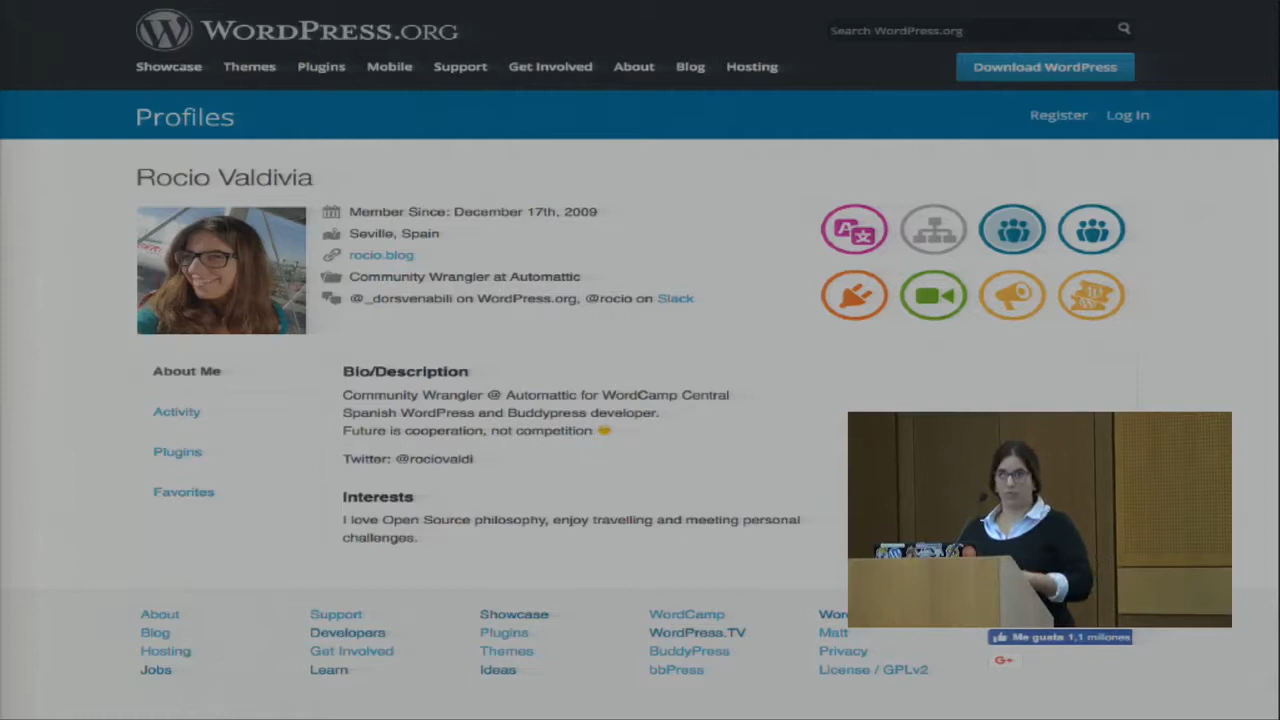 WORDPRESS.ORG
Search WordPress.org
Showcase Themes Plugins Mobile Support Get Involved About Blog Hosting
Download WordPress
Profiles
Register Log In
Rocio Valdivia
Member Since: December 17th, 2009
Seville, Spain
rocio.blog
Community Wrangler at Automattic
@_dorsvenabili on WordPress.org, @rocio on Slack
About Me
Activity
Plugins
Favorites
Bio/Description
Community Wrangler @ Automattic for WordCamp Central
Spanish WordPress and Buddypress developer.
Future is cooperation, not competition
Twitter: @rociovaldi
Interests
I love Open Source philosophy, enjoy travelling and meeting personal
challenges.
About Support Showcase WordCamp Wor
Blog Developers Plugins WordPress.TV Matt
Hosting Get Involved Themes BuddyPress Privacy
Jobs Learn Ideas bbPress License / GPLv2
Me gusta 1,1 millones
G+